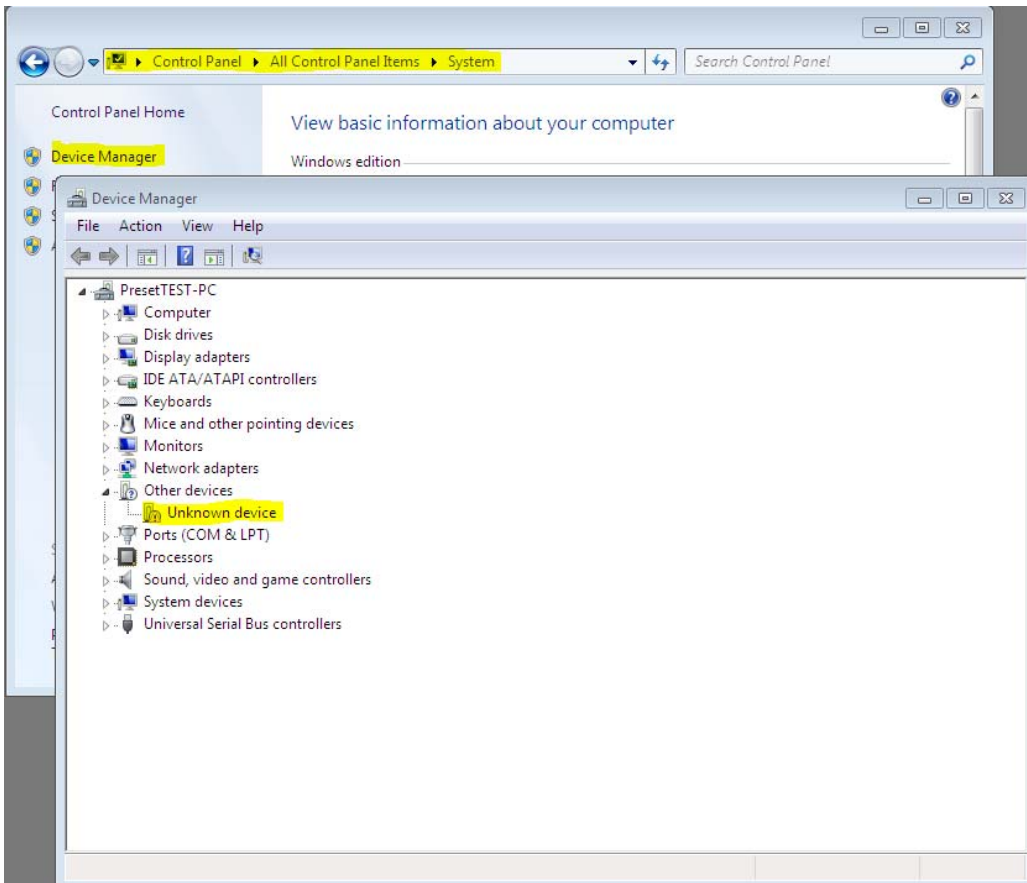 Control Panel All Control Panel Items System
Search Control Panel
Control Panel Home
View basic information about your computer
Device Manager
Windows edition
Device Manager
File Action View Help
PresetTEST-PC
Computer
Disk drives
Display adapters
IDE ATA/ATAPI controllers
Keyboards
Mice and other pointing devices
Monitors
Network adapters
Other devices
Unknown device
Ports (COM & LPT)
Processors
Sound, video and game controllers
System devices
Universal Serial Bus controllers